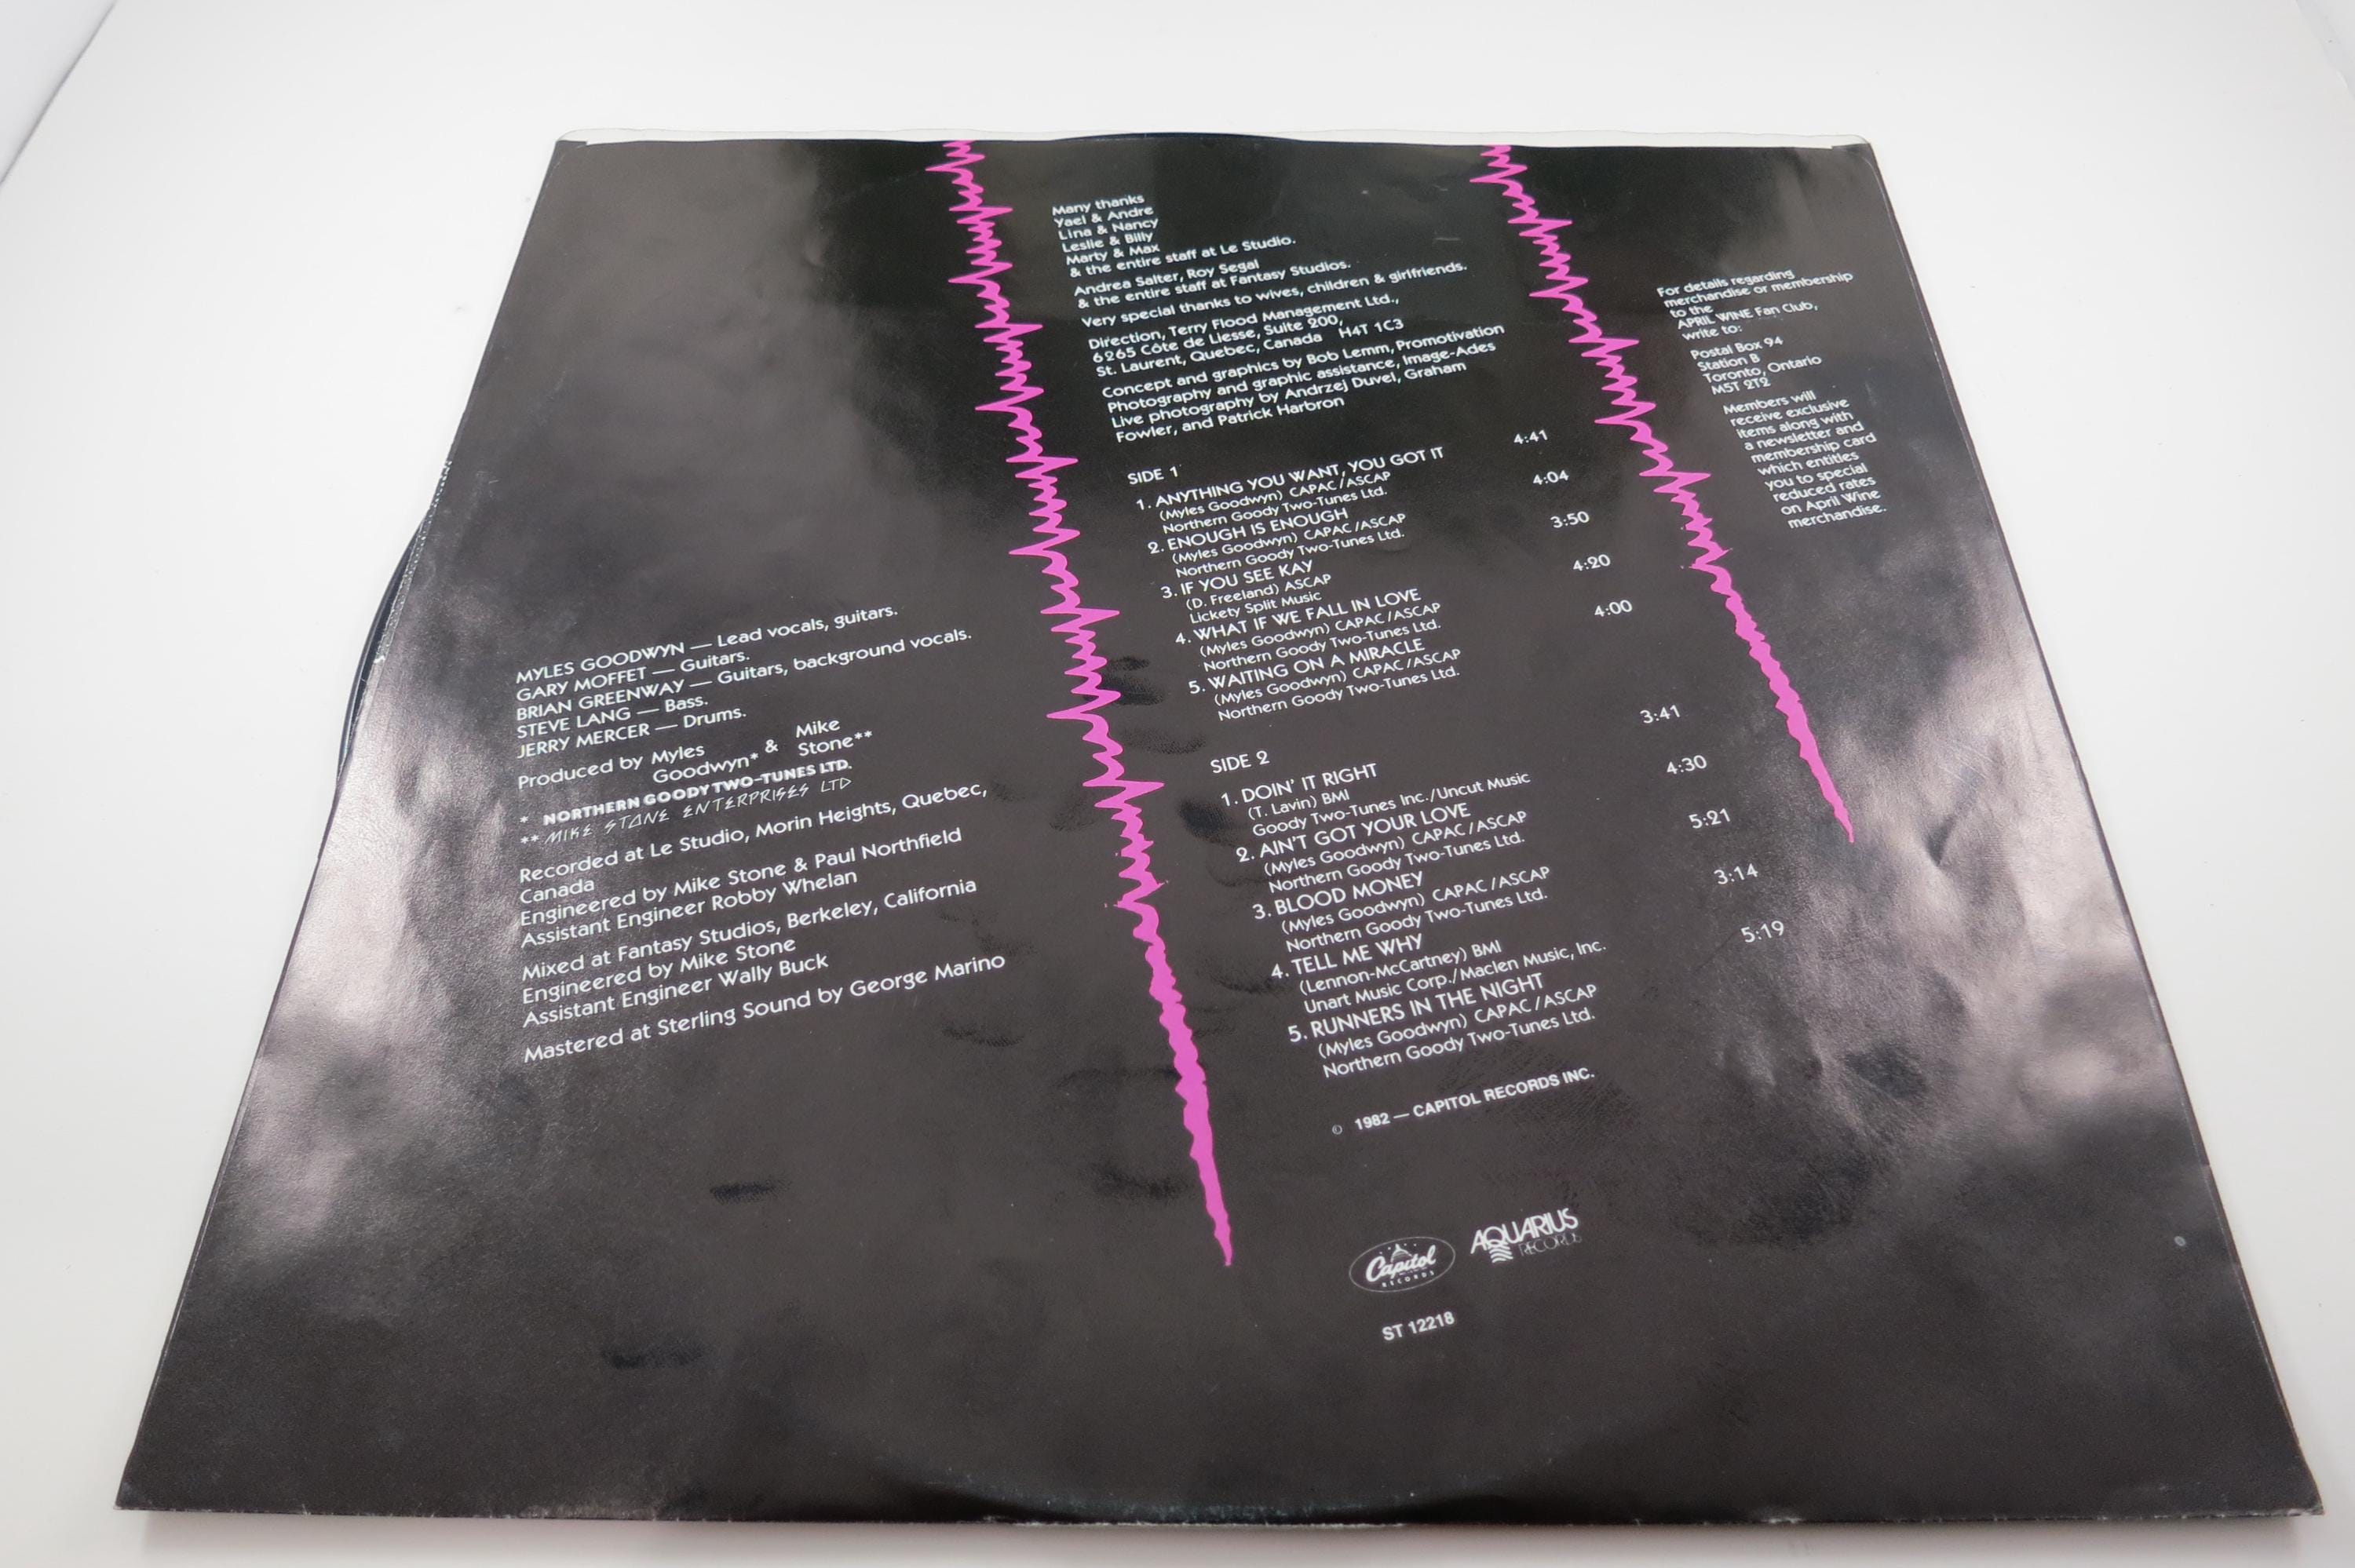 MYLES GOODWYN — Lead vocals, guitars.
GARY MOFFET — Guitars.
BRIAN GREENWAY — Guitars, background vocals.
STEVE LANG — Bass.
JERRY MERCER — Drums.
Produced by Myles Goodwyn* & Mike Stone**
* NORTHERN GOODY TWO-TUNES LTD.
** MIKE STONE ENTERPRISES LTD
Recorded at Le Studio, Morin Heights, Quebec,
Canada
Engineered by Mike Stone & Paul Northfield
Assistant Engineer Robby Whelan
Mixed at Fantasy Studios, Berkeley, California
Engineered by Mike Stone
Assistant Engineer Wally Buck
Mastered at Sterling Sound by George Marino
Many thanks
Yael & Andre
Lina & Nancy
Leslie & Billy
Marty & Max
& the entire staff at Le Studio.
Andrea Salter, Roy Segal
& the entire staff at Fantasy Studios.
Very special thanks to wives, children & girlfriends.
Direction, Terry Flood Management Ltd.,
6265 Côte de Liesse, Suite 200,
St. Laurent, Quebec, Canada H4T 1C3
Concept and graphics by Bob Lemm, Promotivation
Photography and graphic assistance, Image-Ades
Live photography by Andrzej Duvel, Graham
Fowler, and Patrick Harbron
SIDE 1
1. ANYTHING YOU WANT, YOU GOT IT 4:41
(Myles Goodwyn) CAPAC/ASCAP
Northern Goody Two-Tunes Ltd.
2. ENOUGH IS ENOUGH 4:04
(Myles Goodwyn) CAPAC/ASCAP
Northern Goody Two-Tunes Ltd.
3. IF YOU SEE KAY 3:50
(D. Freeland) ASCAP
Lickety Split Music
4. WHAT IF WE FALL IN LOVE 4:20
(Myles Goodwyn) CAPAC/ASCAP
Northern Goody Two-Tunes Ltd.
5. WAITING ON A MIRACLE 4:00
(Myles Goodwyn) CAPAC/ASCAP
Northern Goody Two-Tunes Ltd.
SIDE 2
1. DOIN' IT RIGHT 3:41
(T. Lavin) BMI
Goody Two-Tunes Inc./Uncut Music
2. AIN'T GOT YOUR LOVE 4:30
(Myles Goodwyn) CAPAC/ASCAP
Northern Goody Two-Tunes Ltd.
3. BLOOD MONEY 5:21
(Myles Goodwyn) CAPAC/ASCAP
Northern Goody Two-Tunes Ltd.
4. TELL ME WHY 3:14
(Lennon-McCartney) BMI
Unart Music Corp./Maclen Music, Inc.
5. RUNNERS IN THE NIGHT 5:19
(Myles Goodwyn) CAPAC/ASCAP
Northern Goody Two-Tunes Ltd.
© 1982 — CAPITOL RECORDS INC.
Capitol
RECORDS
AQUARIUS
RECORDS
ST 12218
For details regarding
merchandise or membership
to the
APRIL WINE Fan Club,
write to:
Postal Box 94
Station B
Toronto, Ontario
M5T 2T2
Members will
receive exclusive
items along with
a newsletter and
membership card
which entitles
you to special
reduced rates
on April Wine
merchandise.